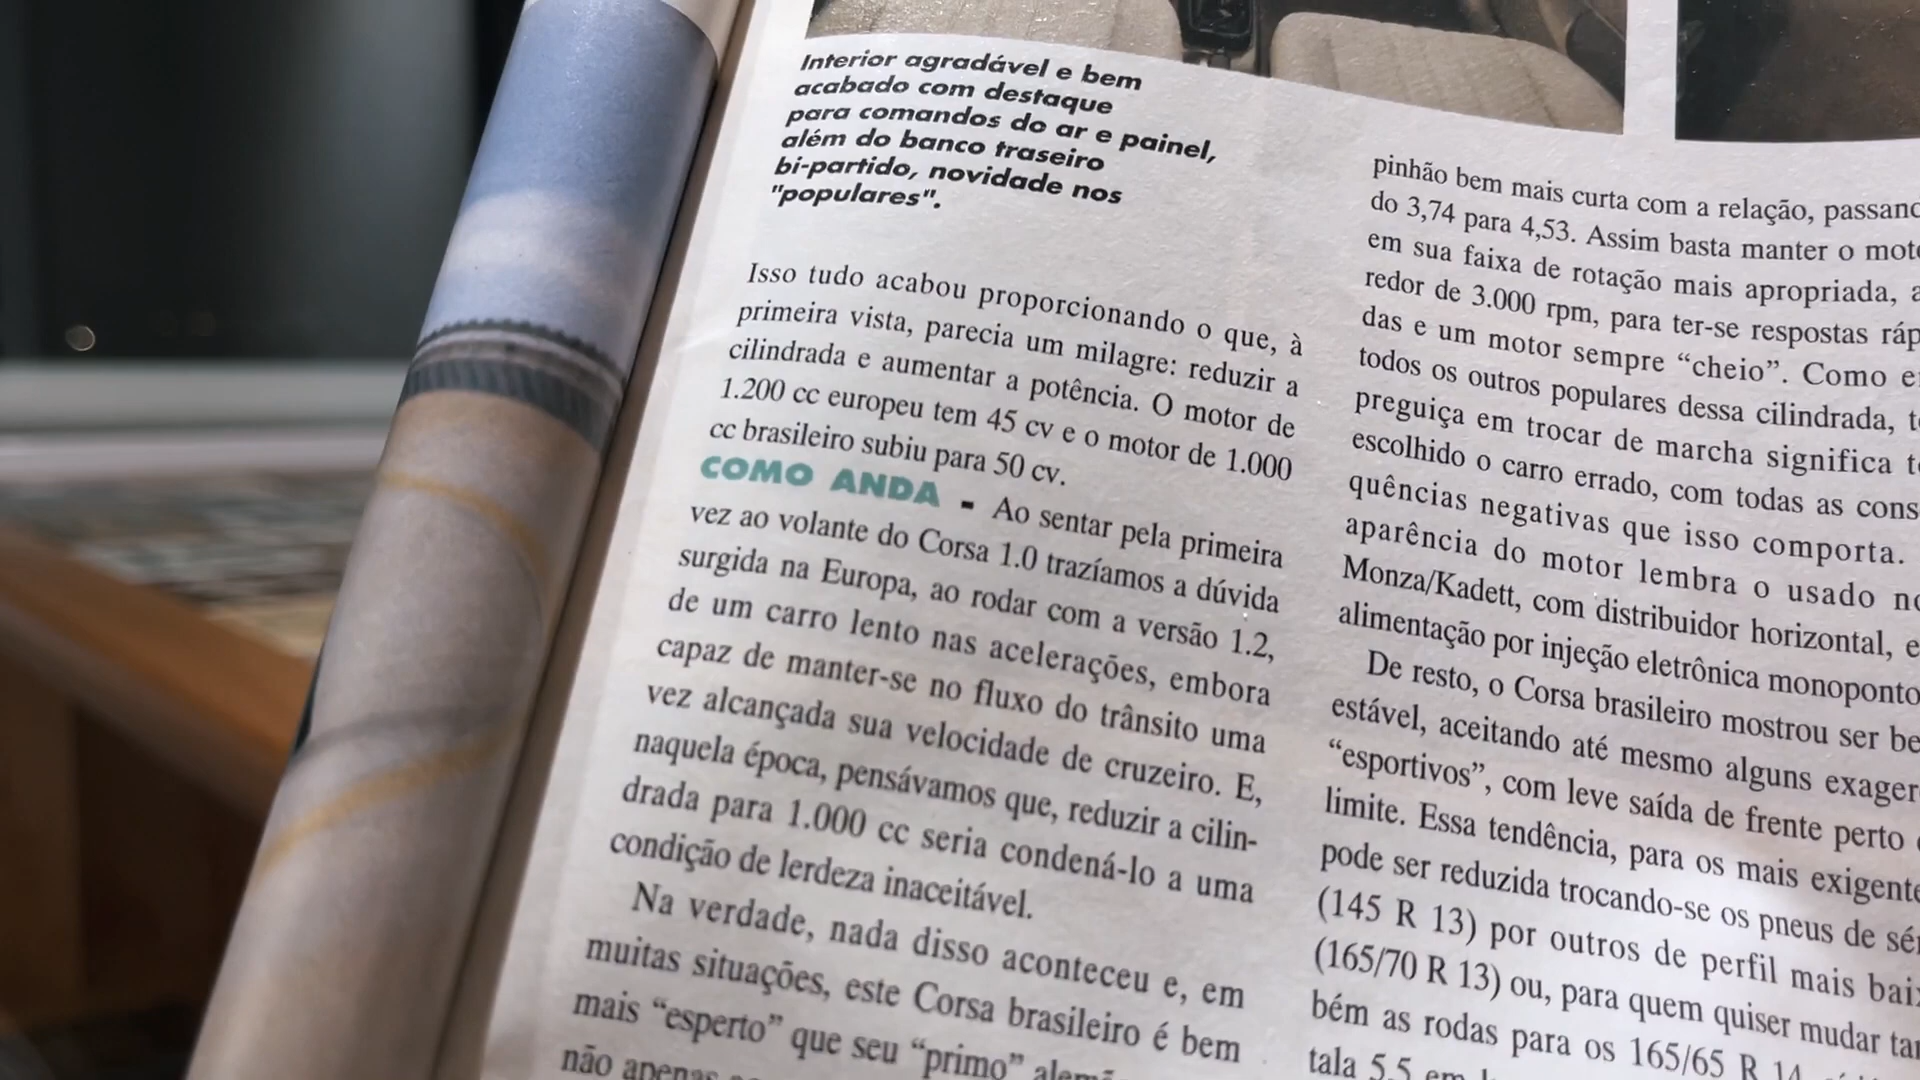 Interior agradável e bem
acabado com destaque
para comandos do ar e painel,
além do banco traseiro
bi-partido, novidade nos
"populares".
Isso tudo acabou proporcionando o que, à
primeira vista, parecia um milagre: reduzir a
cilindrada e aumentar a potência. O motor de
1.200 cc europeu tem 45 cv e o motor de 1.000
cc brasileiro subiu para 50 cv.
COMO ANDA - Ao sentar pela primeira
vez ao volante do Corsa 1.0 trazíamos a dúvida
surgida na Europa, ao rodar com a versão 1.2,
de um carro lento nas acelerações, embora
capaz de manter-se no fluxo do trânsito uma
vez alcançada sua velocidade de cruzeiro. E,
naquela época, pensávamos que, reduzir a cilin-
drada para 1.000 cc seria condená-lo a uma
condição de lerdeza inaceitável.
Na verdade, nada disso aconteceu e, em
muitas situações, este Corsa brasileiro é bem
mais “esperto” que seu “primo”
não apenas
pinhão bem mais curta com a relação,
do 3,74 para 4,53. Assim basta manter o
em sua faixa de rotação mais apropriada,
redor de 3.000 rpm, para ter-se respostas
das e um motor sempre “cheio”. Como
todos os outros populares dessa cilindrada,
preguiça em trocar de marcha significa
escolhido o carro errado, com todas as
quências negativas que isso comporta.
aparência do motor lembra o usado
Monza/Kadett, com distribuidor horizontal,
alimentação por injeção eletrônica monoponto
De resto, o Corsa brasileiro mostrou ser
estável, aceitando até mesmo alguns
“esportivos”, com leve saída de frente perto
limite. Essa tendência, para os mais
pode ser reduzida trocando-se os pneus de
(145 R 13) por outros de perfil mais
(165/70 R 13) ou, para quem quiser mudar
bém as rodas para os 165/65 R 14
tala 5.5 em